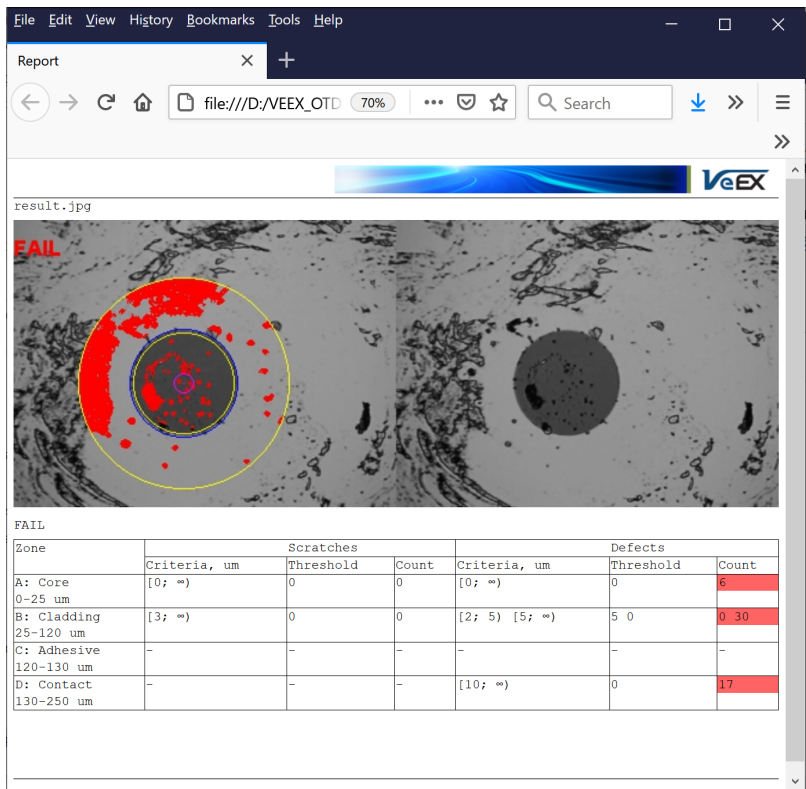 File Edit View History Bookmarks Tools Help
Report
file:///D:/VEEX_OTD 70% Search
VeEX
result.jpg
FAIL
FAIL
Zone Scratches Defects
Criteria, um Threshold Count Criteria, um Threshold Count
A: Core [0; ∞) 0 0 [0; ∞) 0 6
0-25 um
B: Cladding [3; ∞) 0 0 [2; 5) [5; ∞) 5 0 0 30
25-120 um
C: Adhesive - - - - - -
120-130 um
D: Contact - - - [10; ∞) 0 17
130-250 um